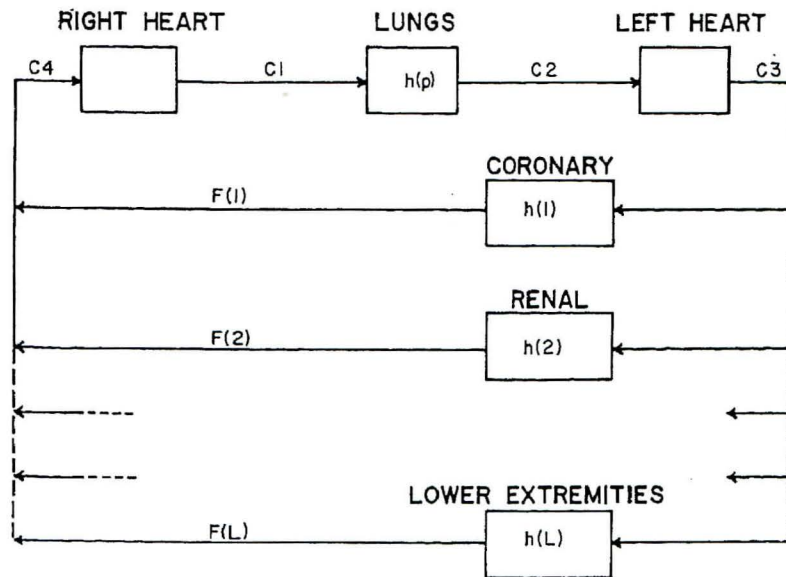 RIGHT HEART LUNGS LEFT HEART
C4 C1 h(p) C2 C3
CORONARY
F(1) h(1)
RENAL
F(2) h(2)
LOWER EXTREMITIES
F(L) h(L)